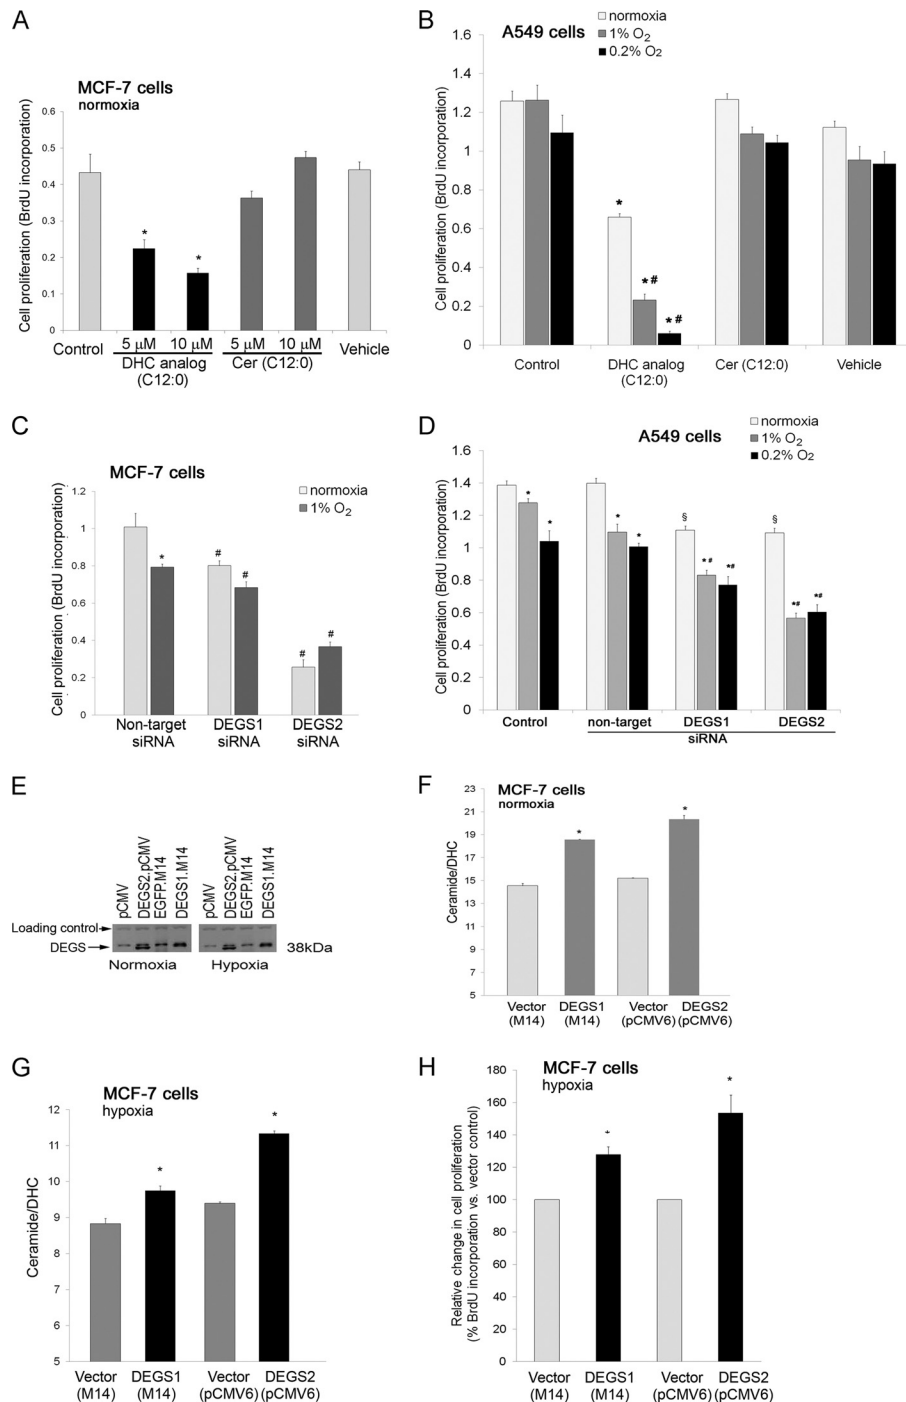 A
MCF-7 cells
normoxia
Cell proliferation (BrdU incorporation)
0.6
0.5
0.4
0.3
0.2
0.1
0
*
*
Control
5 μM
10 μM
5 μM
10 μM
Vehicle
DHC analog
(C12:0)
Cer (C12:0)
B
A549 cells
normoxia
1% O2
0.2% O2
Cell proliferation (BrdU incorporation)
1.6
1.4
1.2
1
0.8
0.6
0.4
0.2
0
*
*#
*#
Control
DHC analog
(C12:0)
Cer (C12:0)
Vehicle
C
MCF-7 cells
normoxia
1% O2
Cell proliferation (BrdU incorporation)
1.2
1
0.8
0.6
0.4
0.2
0
*
#
#
#
#
Non-target
siRNA
DEGS1
siRNA
DEGS2
siRNA
D
A549 cells
normoxia
1% O2
0.2% O2
Cell proliferation (BrdU incorporation)
1.6
1.4
1.2
1
0.8
0.6
0.4
0.2
0
*
*
*
*
§
*#
*#
§
*#
*#
Control
non-target
DEGS1
DEGS2
siRNA
E
pCMV
DEGS2.pCMV
EGFP.M14
DEGS1.M14
pCMV
DEGS2.pCMV
EGFP.M14
DEGS1.M14
Loading control
DEGS
38kDa
Normoxia
Hypoxia
F
MCF-7 cells
normoxia
Ceramide/DHC
23
21
19
17
15
13
11
9
7
5
*
*
Vector
(M14)
DEGS1
(M14)
Vector
(pCMV6)
DEGS2
(pCMV6)
G
MCF-7 cells
hypoxia
Ceramide/DHC
12
11
10
9
8
7
6
5
*
*
Vector
(M14)
DEGS1
(M14)
Vector
(pCMV6)
DEGS2
(pCMV6)
H
MCF-7 cells
hypoxia
Relative change in cell proliferation
(% BrdU incorporation vs. vector control)
180
160
140
120
100
80
60
40
20
0
*
*
Vector
(M14)
DEGS1
(M14)
Vector
(pCMV6)
DEGS2
(pCMV6)